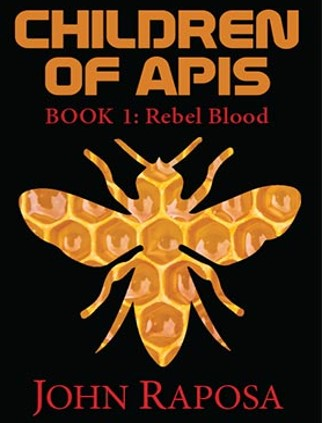 CHILDREN
OF APIS
BOOK 1: Rebel Blood
JOHN RAPOSA